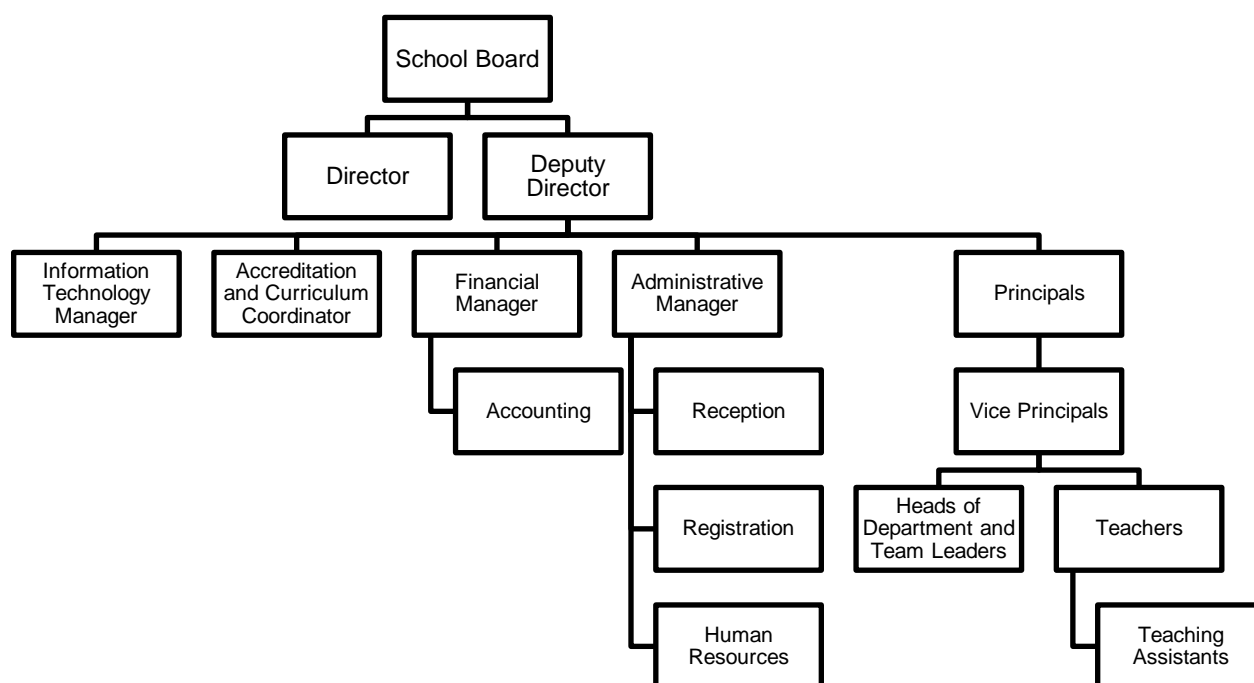 School Board
Director
Deputy
Director
Information
Technology
Manager
Accreditation
and Curriculum
Coordinator
Financial
Manager
Administrative
Manager
Principals
Accounting
Reception
Vice Principals
Registration
Heads of
Department and
Team Leaders
Teachers
Human
Resources
Teaching
Assistants